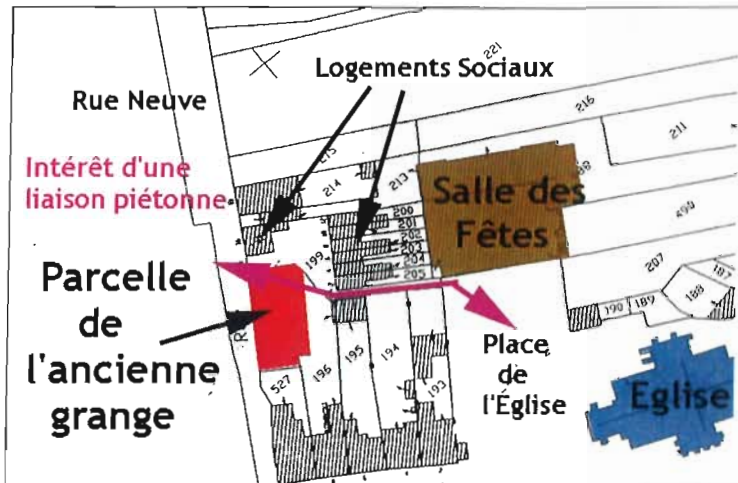 221
Logements Sociaux
Rue Neuve
216
211
215
Intérêt d'une
liaison piétonne
214
213
Salle des
Fêtes
200
201
202
203
204
205
199
490
207
187
188
189
190
Parcelle
de
l'ancienne
grange
R
527
196
195
194
193
Place
de
l'Église
Eglise